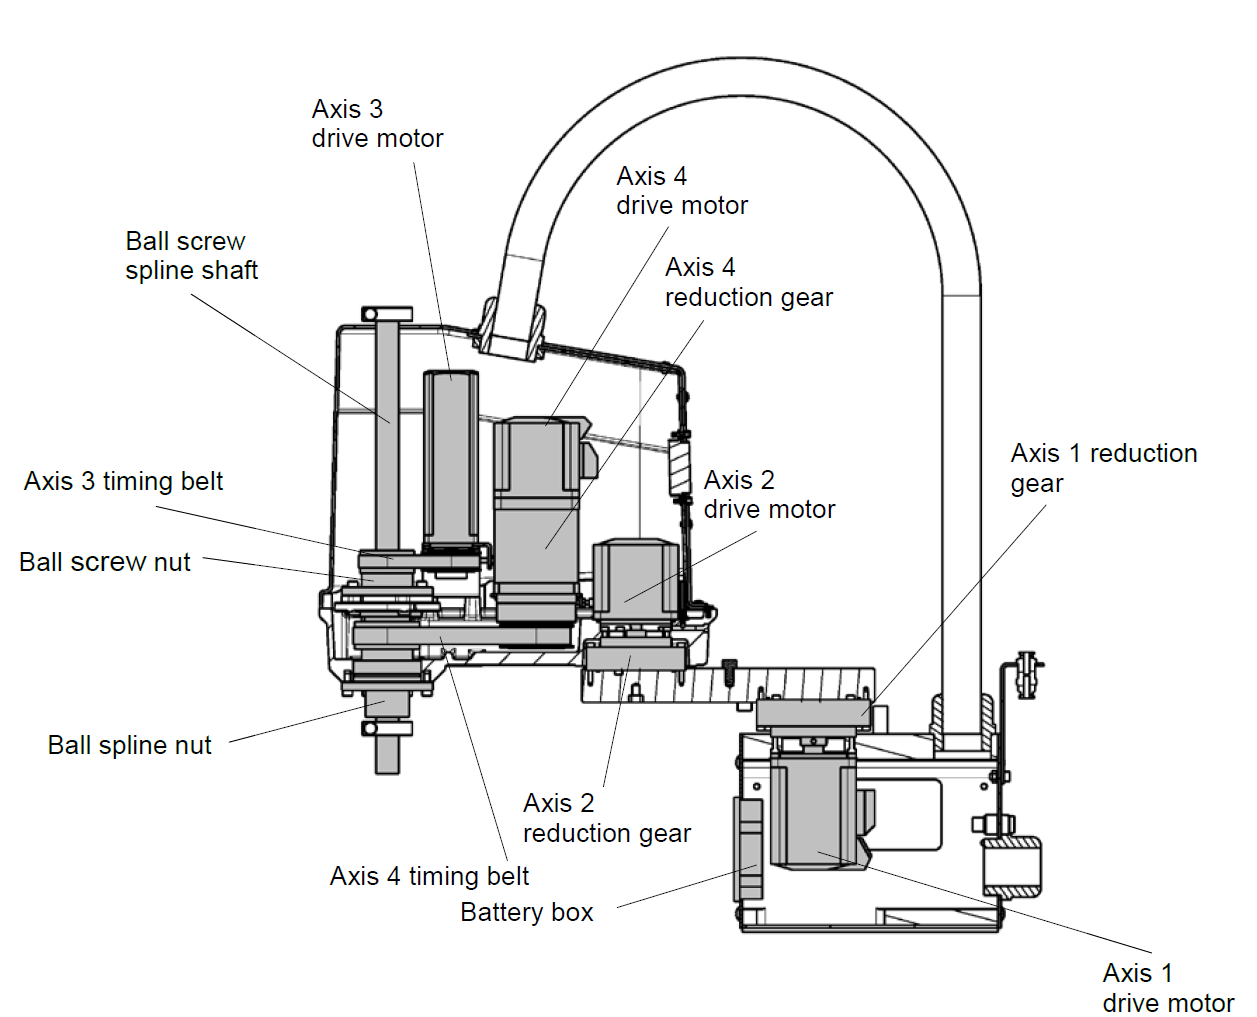 Axis 3
drive motor
Axis 4
drive motor
Ball screw
spline shaft
Axis 4
reduction gear
Axis 1 reduction
gear
Axis 3 timing belt
Axis 2
drive motor
Ball screw nut
Ball spline nut
Axis 2
reduction gear
Axis 4 timing belt
Battery box
Axis 1
drive motor